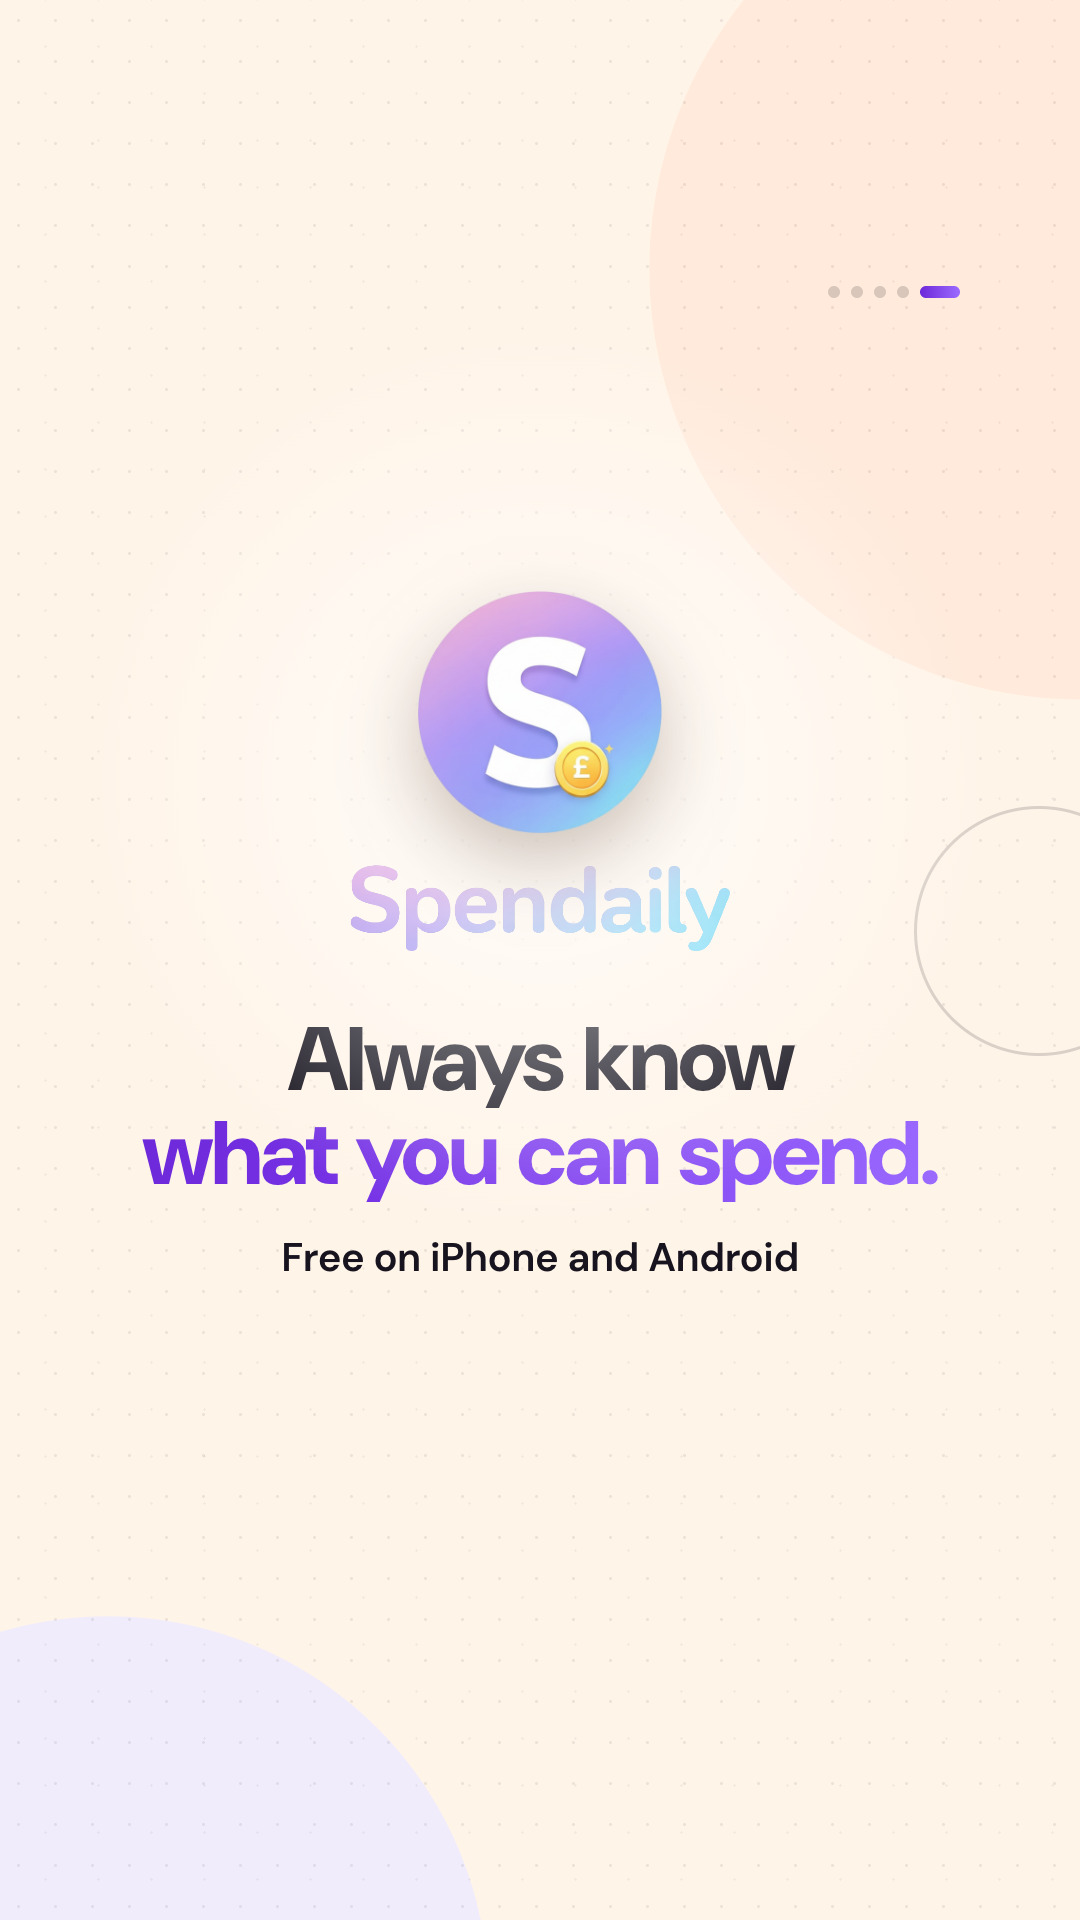 S
£
Spendaily
Always know
what you can spend.
Free on iPhone and Android